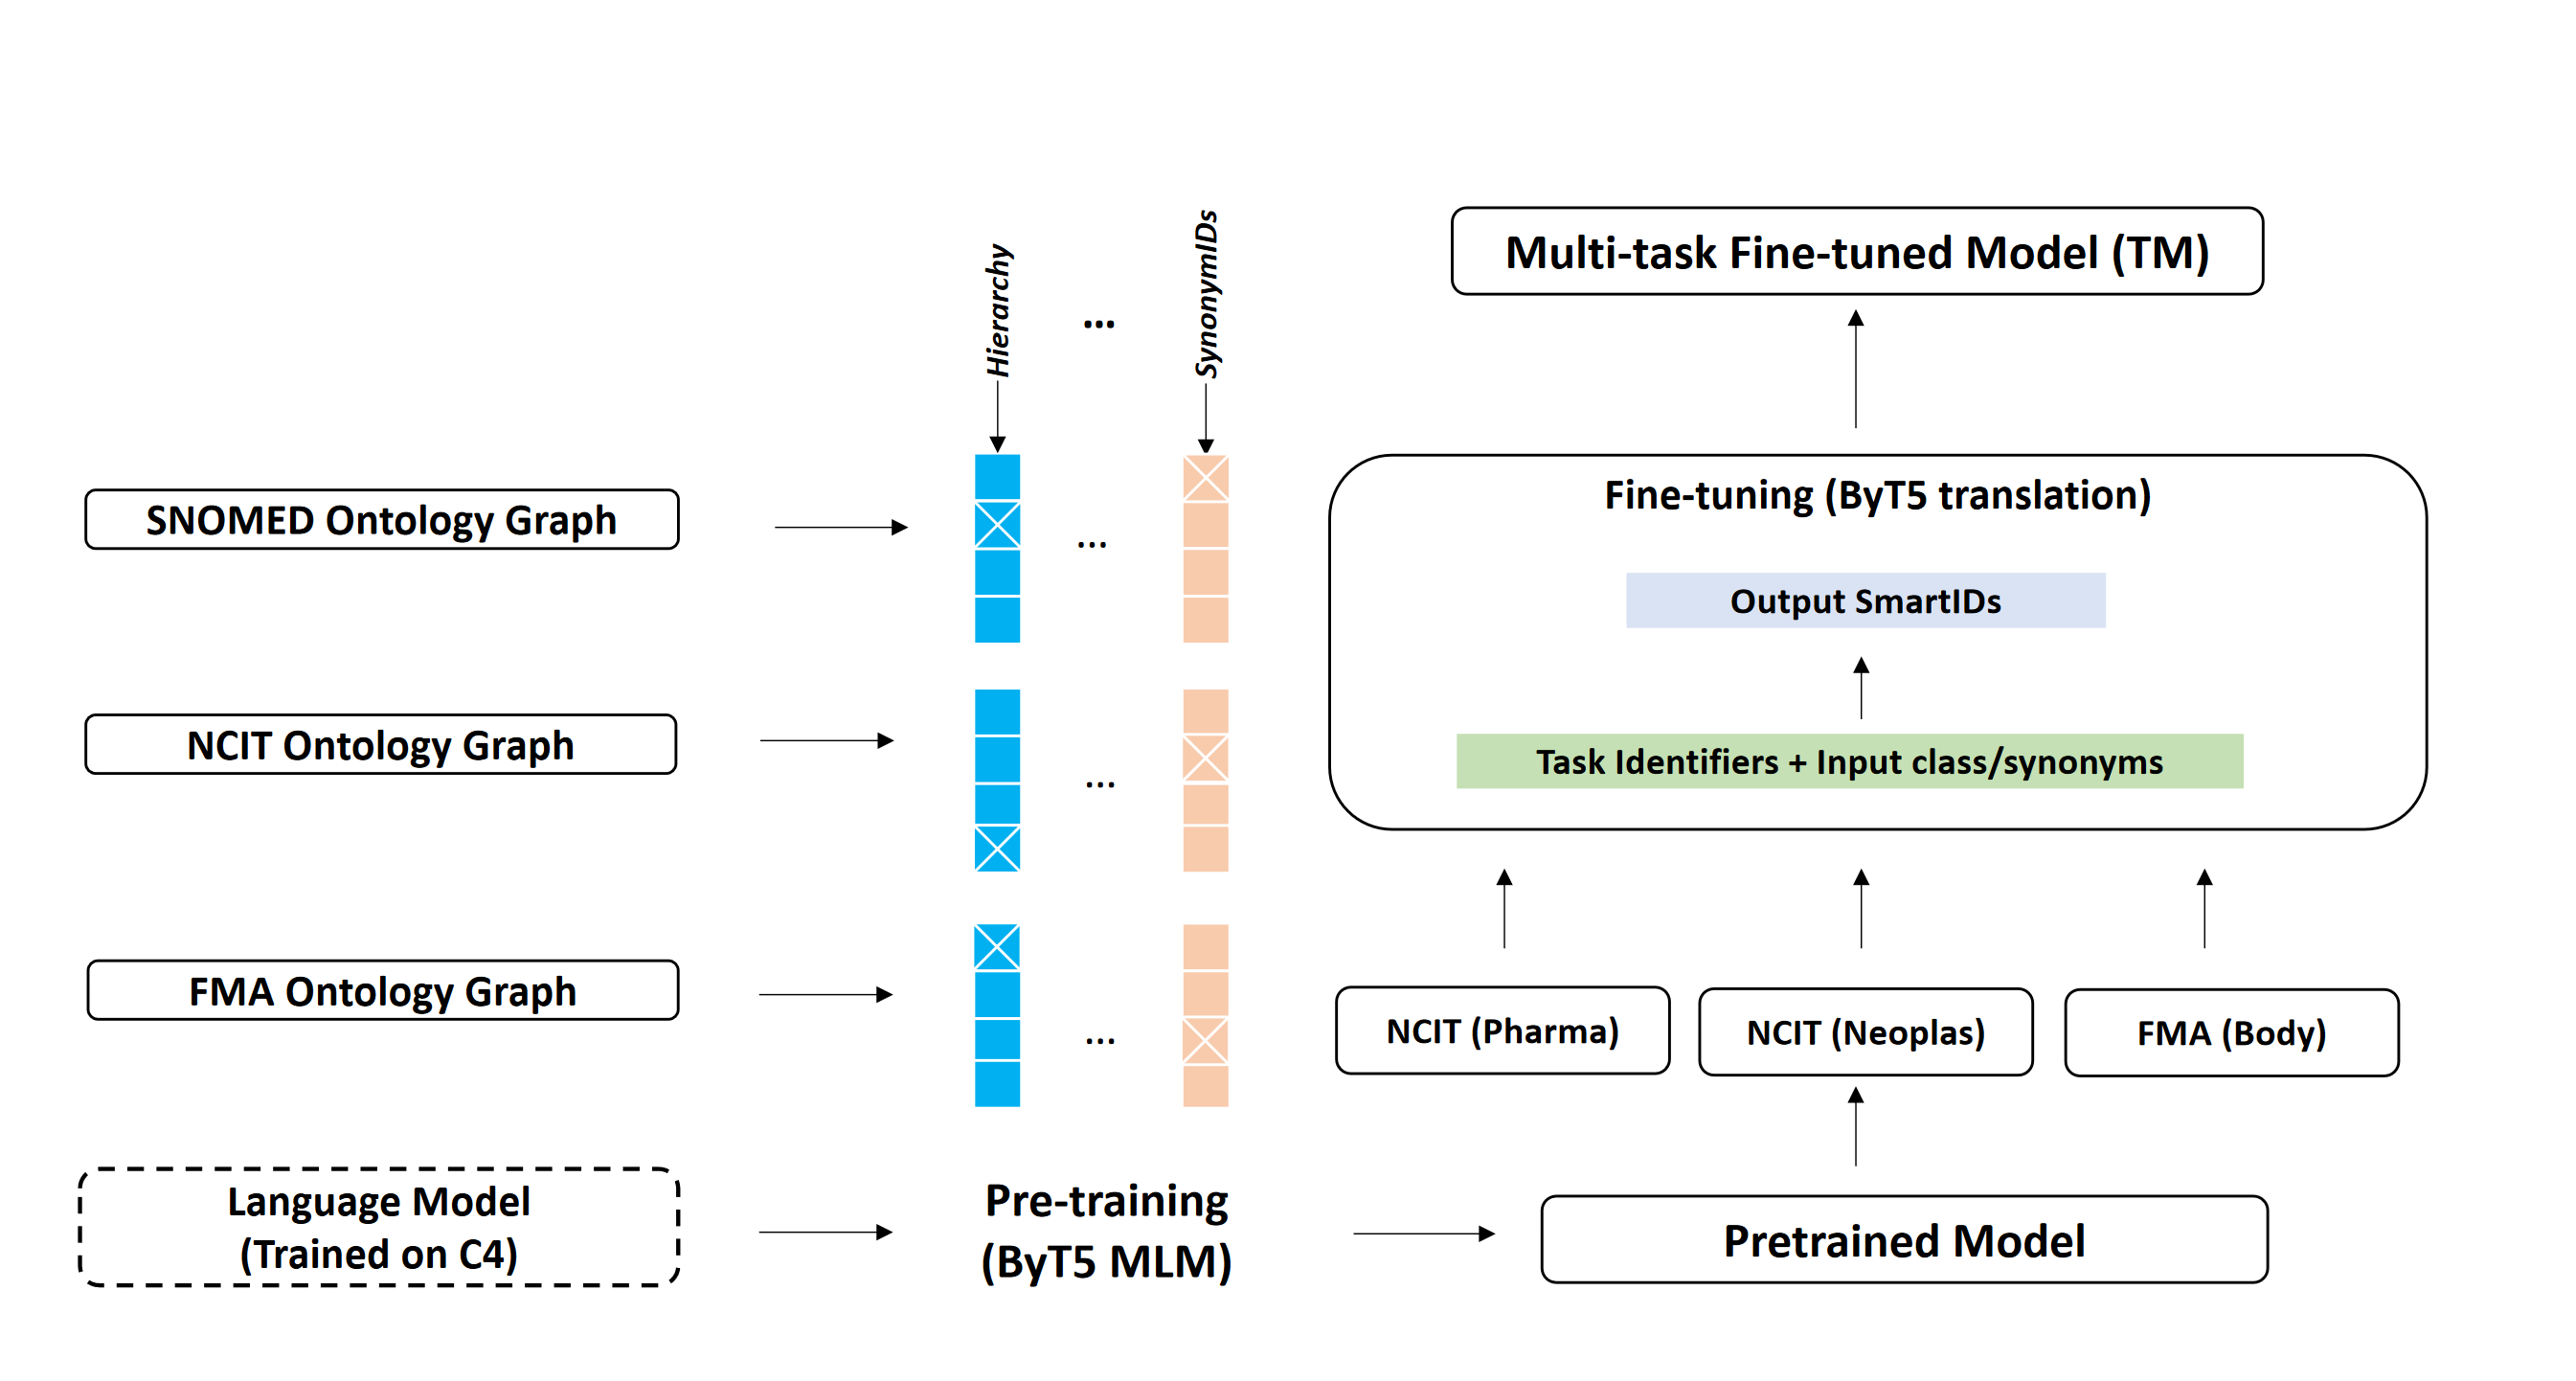 Hierarchy
...
SynonymIDs
SNOMED Ontology Graph
...
NCIT Ontology Graph
...
FMA Ontology Graph
...
Language Model
(Trained on C4)
Pre-training
(ByT5 MLM)
Multi-task Fine-tuned Model (TM)
Fine-tuning (ByT5 translation)
Output SmartIDs
Task Identifiers + Input class/synonyms
NCIT (Pharma)
NCIT (Neoplas)
FMA (Body)
Pretrained Model